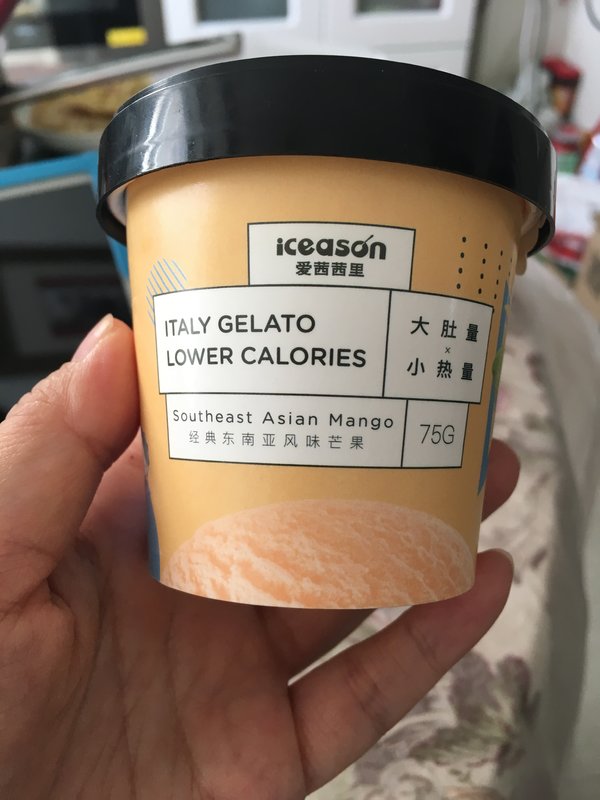 iceason
爱茜茜里
ITALY GELATO
LOWER CALORIES
大肚量
×
小热量
Southeast Asian Mango
经典东南亚风味芒果
75G